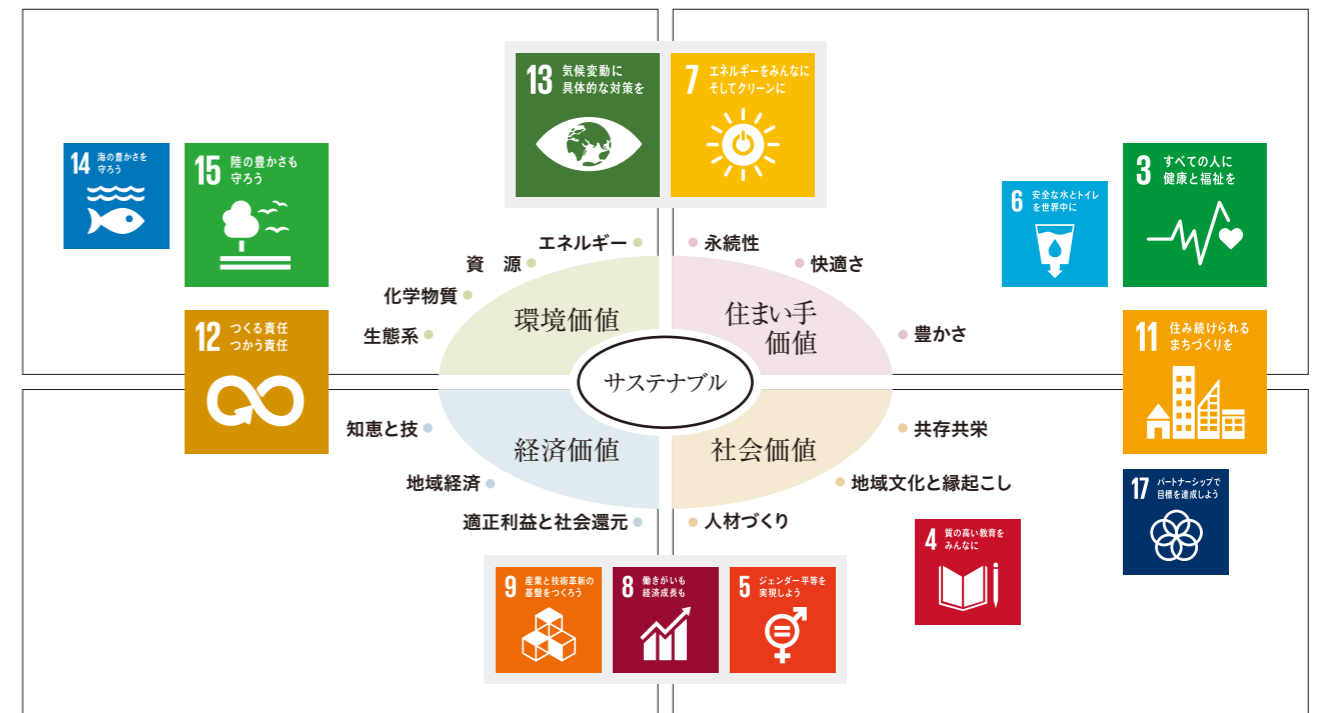 13 気候変動に
具体的な対策を
7 エネルギーをみんなに
そしてクリーンに
14 海の豊かさを
守ろう
15 陸の豊かさも
守ろう
6 安全な水とトイレ
を世界中に
3 すべての人に
健康と福祉を
エネルギー
資 源
化学物質
生態系
環境価値
永続性
快適さ
豊かさ
住まい手
価値
12 つくる責任
つかう責任
11 住み続けられる
まちづくりを
サステナブル
知恵と技
地域経済
適正利益と社会還元
経済価値
社会価値
共存共栄
地域文化と縁起こし
人材づくり
17 パートナーシップで
目標を達成しよう
4 質の高い教育を
みんなに
9 産業と技術革新の
基盤をつくろう
8 働きがいも
経済成長も
5 ジェンダー平等を
実現しよう